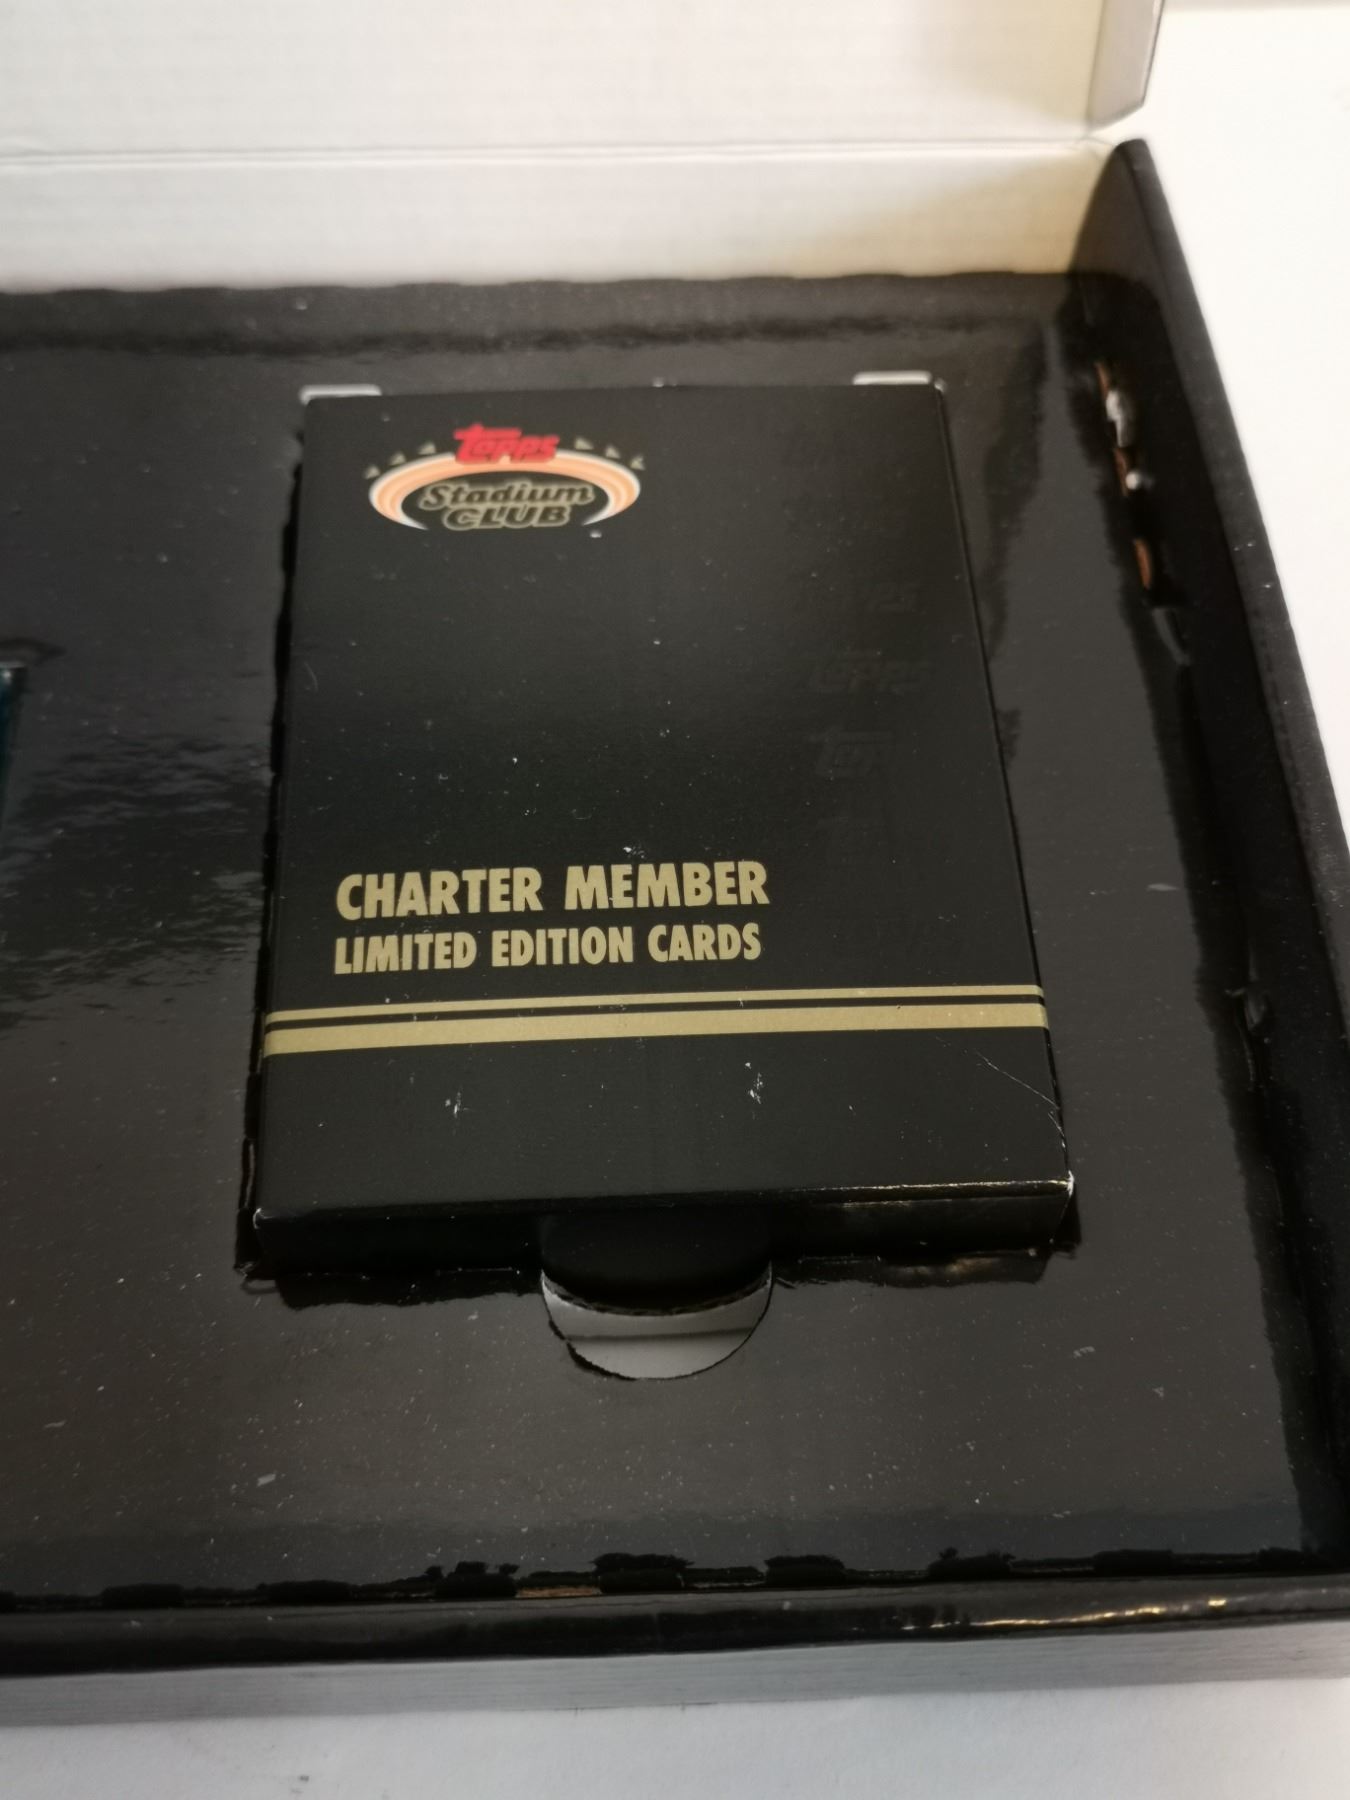 Topps
Stadium
CLUB
CHARTER MEMBER
LIMITED EDITION CARDS